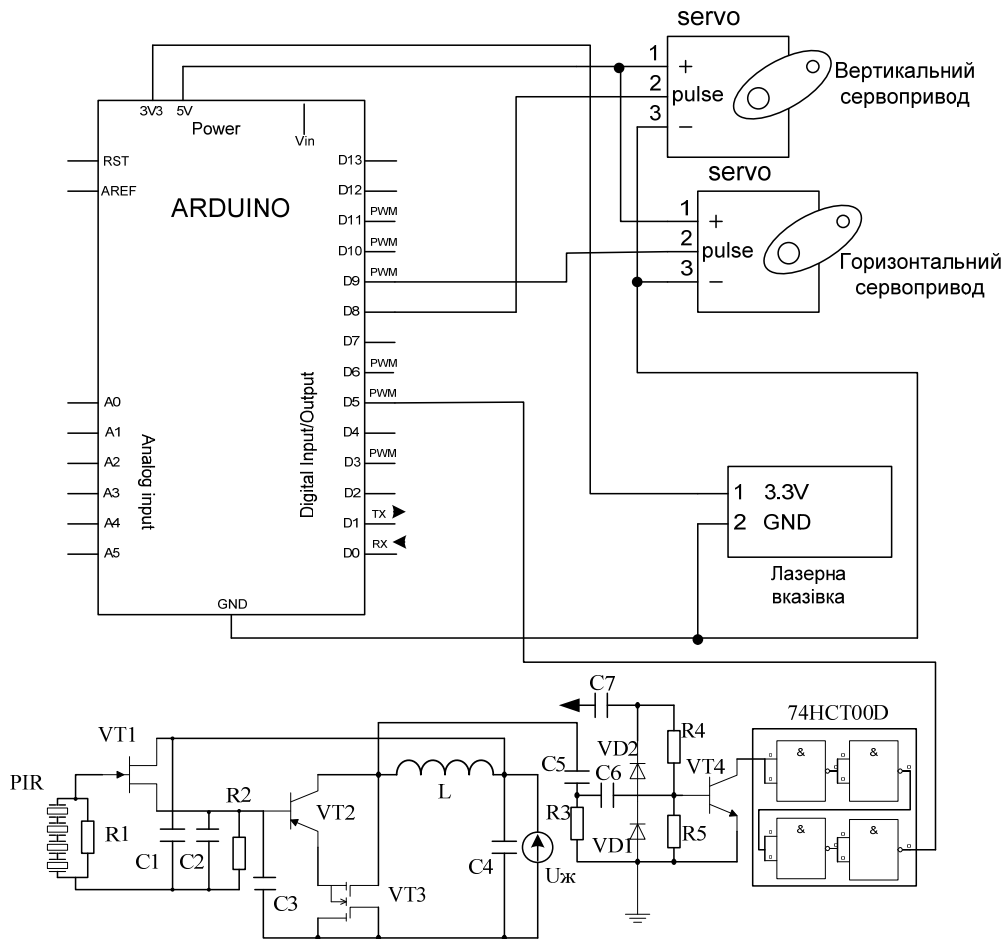 servo
1
+
2
pulse
3
−
Вертикальний
сервопривод
3V3
5V
Power
Vin
RST
AREF
ARDUINO
D13
D12
D11
PWM
D10
PWM
D9
PWM
D8
D7
D6
PWM
D5
PWM
D4
D3
PWM
D2
D1
TX
D0
RX
A0
A1
A2
A3
A4
A5
Analog input
Digital Input/Output
GND
servo
1
+
2
pulse
3
−
Горизонтальний
сервопривод
1 3.3V
2 GND
Лазерна
вказівка
PIR
R1
VT1
C1
C2
R2
C3
VT2
VT3
L
C4
Uж
C5
R3
C6
C7
VD2
VD1
R4
R5
VT4
74HCT00D
&
&
&
&